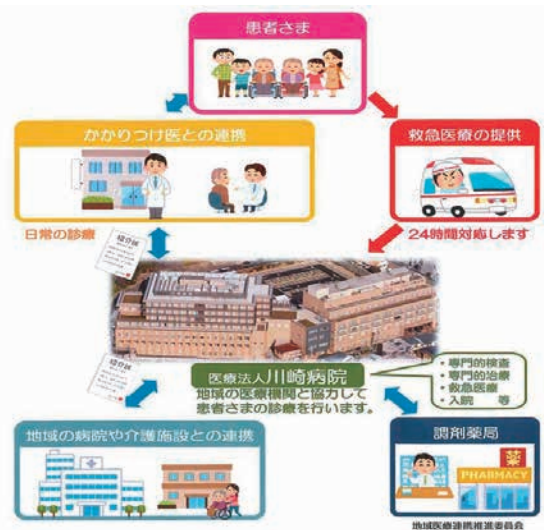 患者さま
かかりつけ医との連携
救急医療の提供
日常の診療
24時間対応します
紹介状
医療法人川崎病院
地域の医療機関と協力して
患者さまの診療を行います。
・専門的検査
・専門的治療
・救急医療
・入院 等
紹介状
地域の病院や介護施設との連携
調剤薬局
薬
PHARMACY
地域医療連携推進委員会